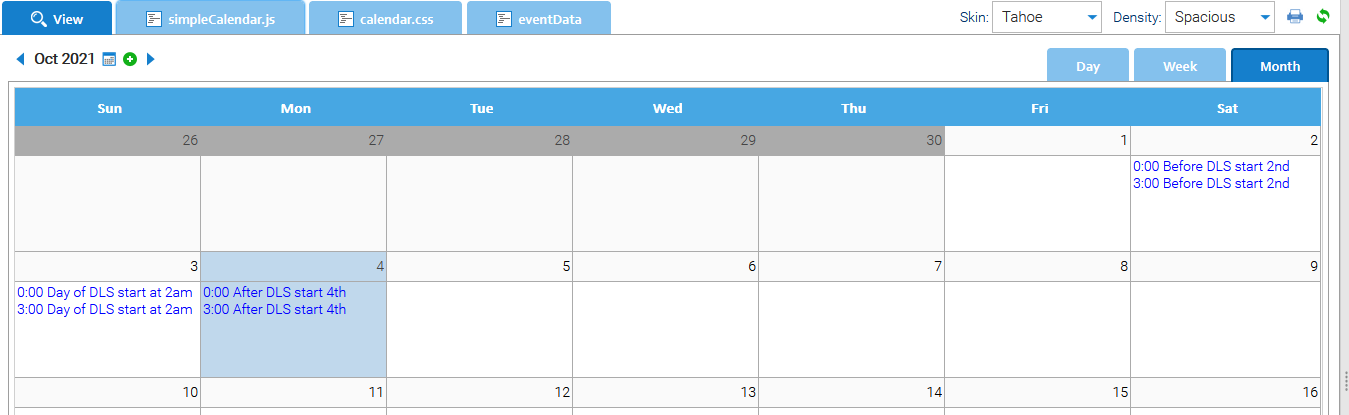 View simpleCalendar.js calendar.css eventData Skin: Tahoe Density: Spacious
Oct 2021 Day Week Month
Sun Mon Tue Wed Thu Fri Sat
26 27 28 29 30 1 2
0:00 Before DLS start 2nd
3:00 Before DLS start 2nd
3 4 5 6 7 8 9
0:00 Day of DLS start at 2am 0:00 After DLS start 4th
3:00 Day of DLS start at 2am 3:00 After DLS start 4th
10 11 12 13 14 15 16